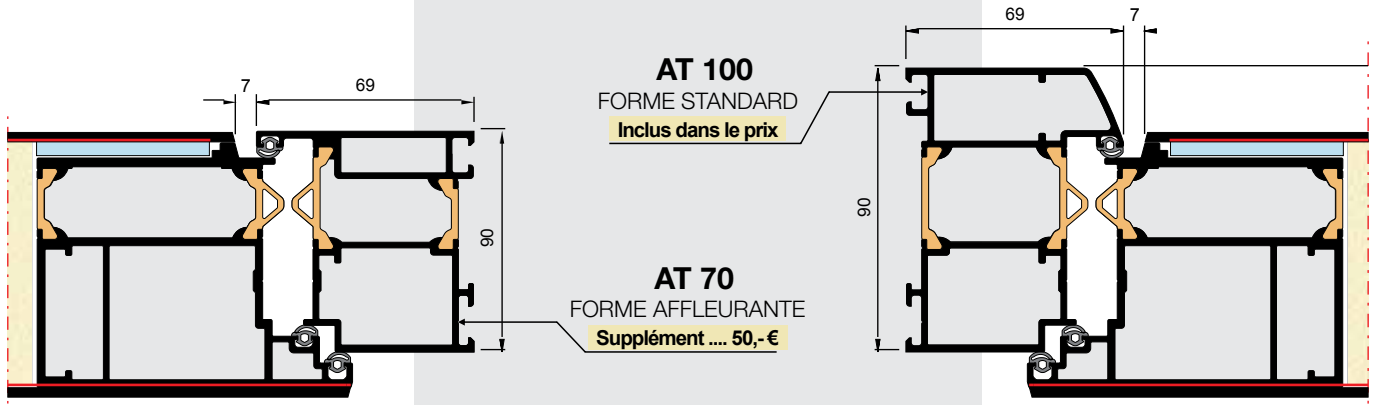 7
69
90
AT 100
FORME STANDARD
Inclus dans le prix
AT 70
FORME AFFLEURANTE
Supplément .... 50,- €
69
7
90